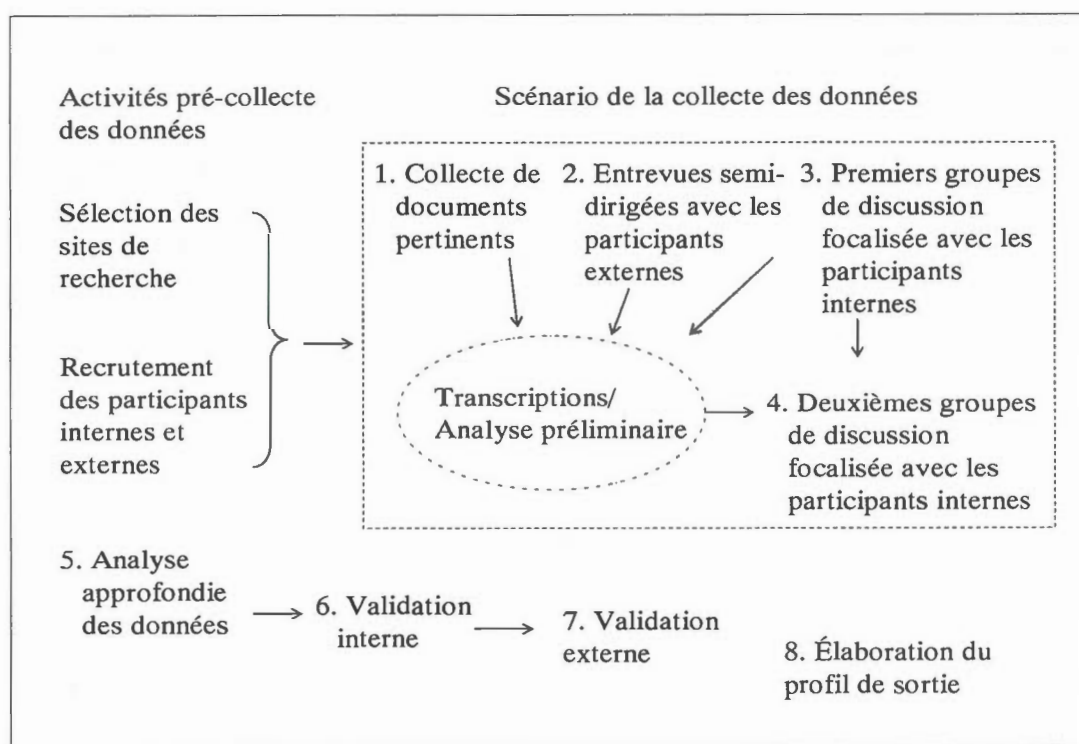 Activités pré-collecte
des données
Scénario de la collecte des données
Sélection des
sites de
recherche
Recrutement
des participants
internes et
externes
1. Collecte de
documents
pertinents
2. Entrevues semi-
dirigées avec les
participants
externes
3. Premiers groupes
de discussion
focalisée avec les
participants
internes
Transcriptions/
Analyse préliminaire
4. Deuxièmes groupes
de discussion
focalisée avec les
participants internes
5. Analyse
approfondie
des données
6. Validation
interne
7. Validation
externe
8. Élaboration du
profil de sortie